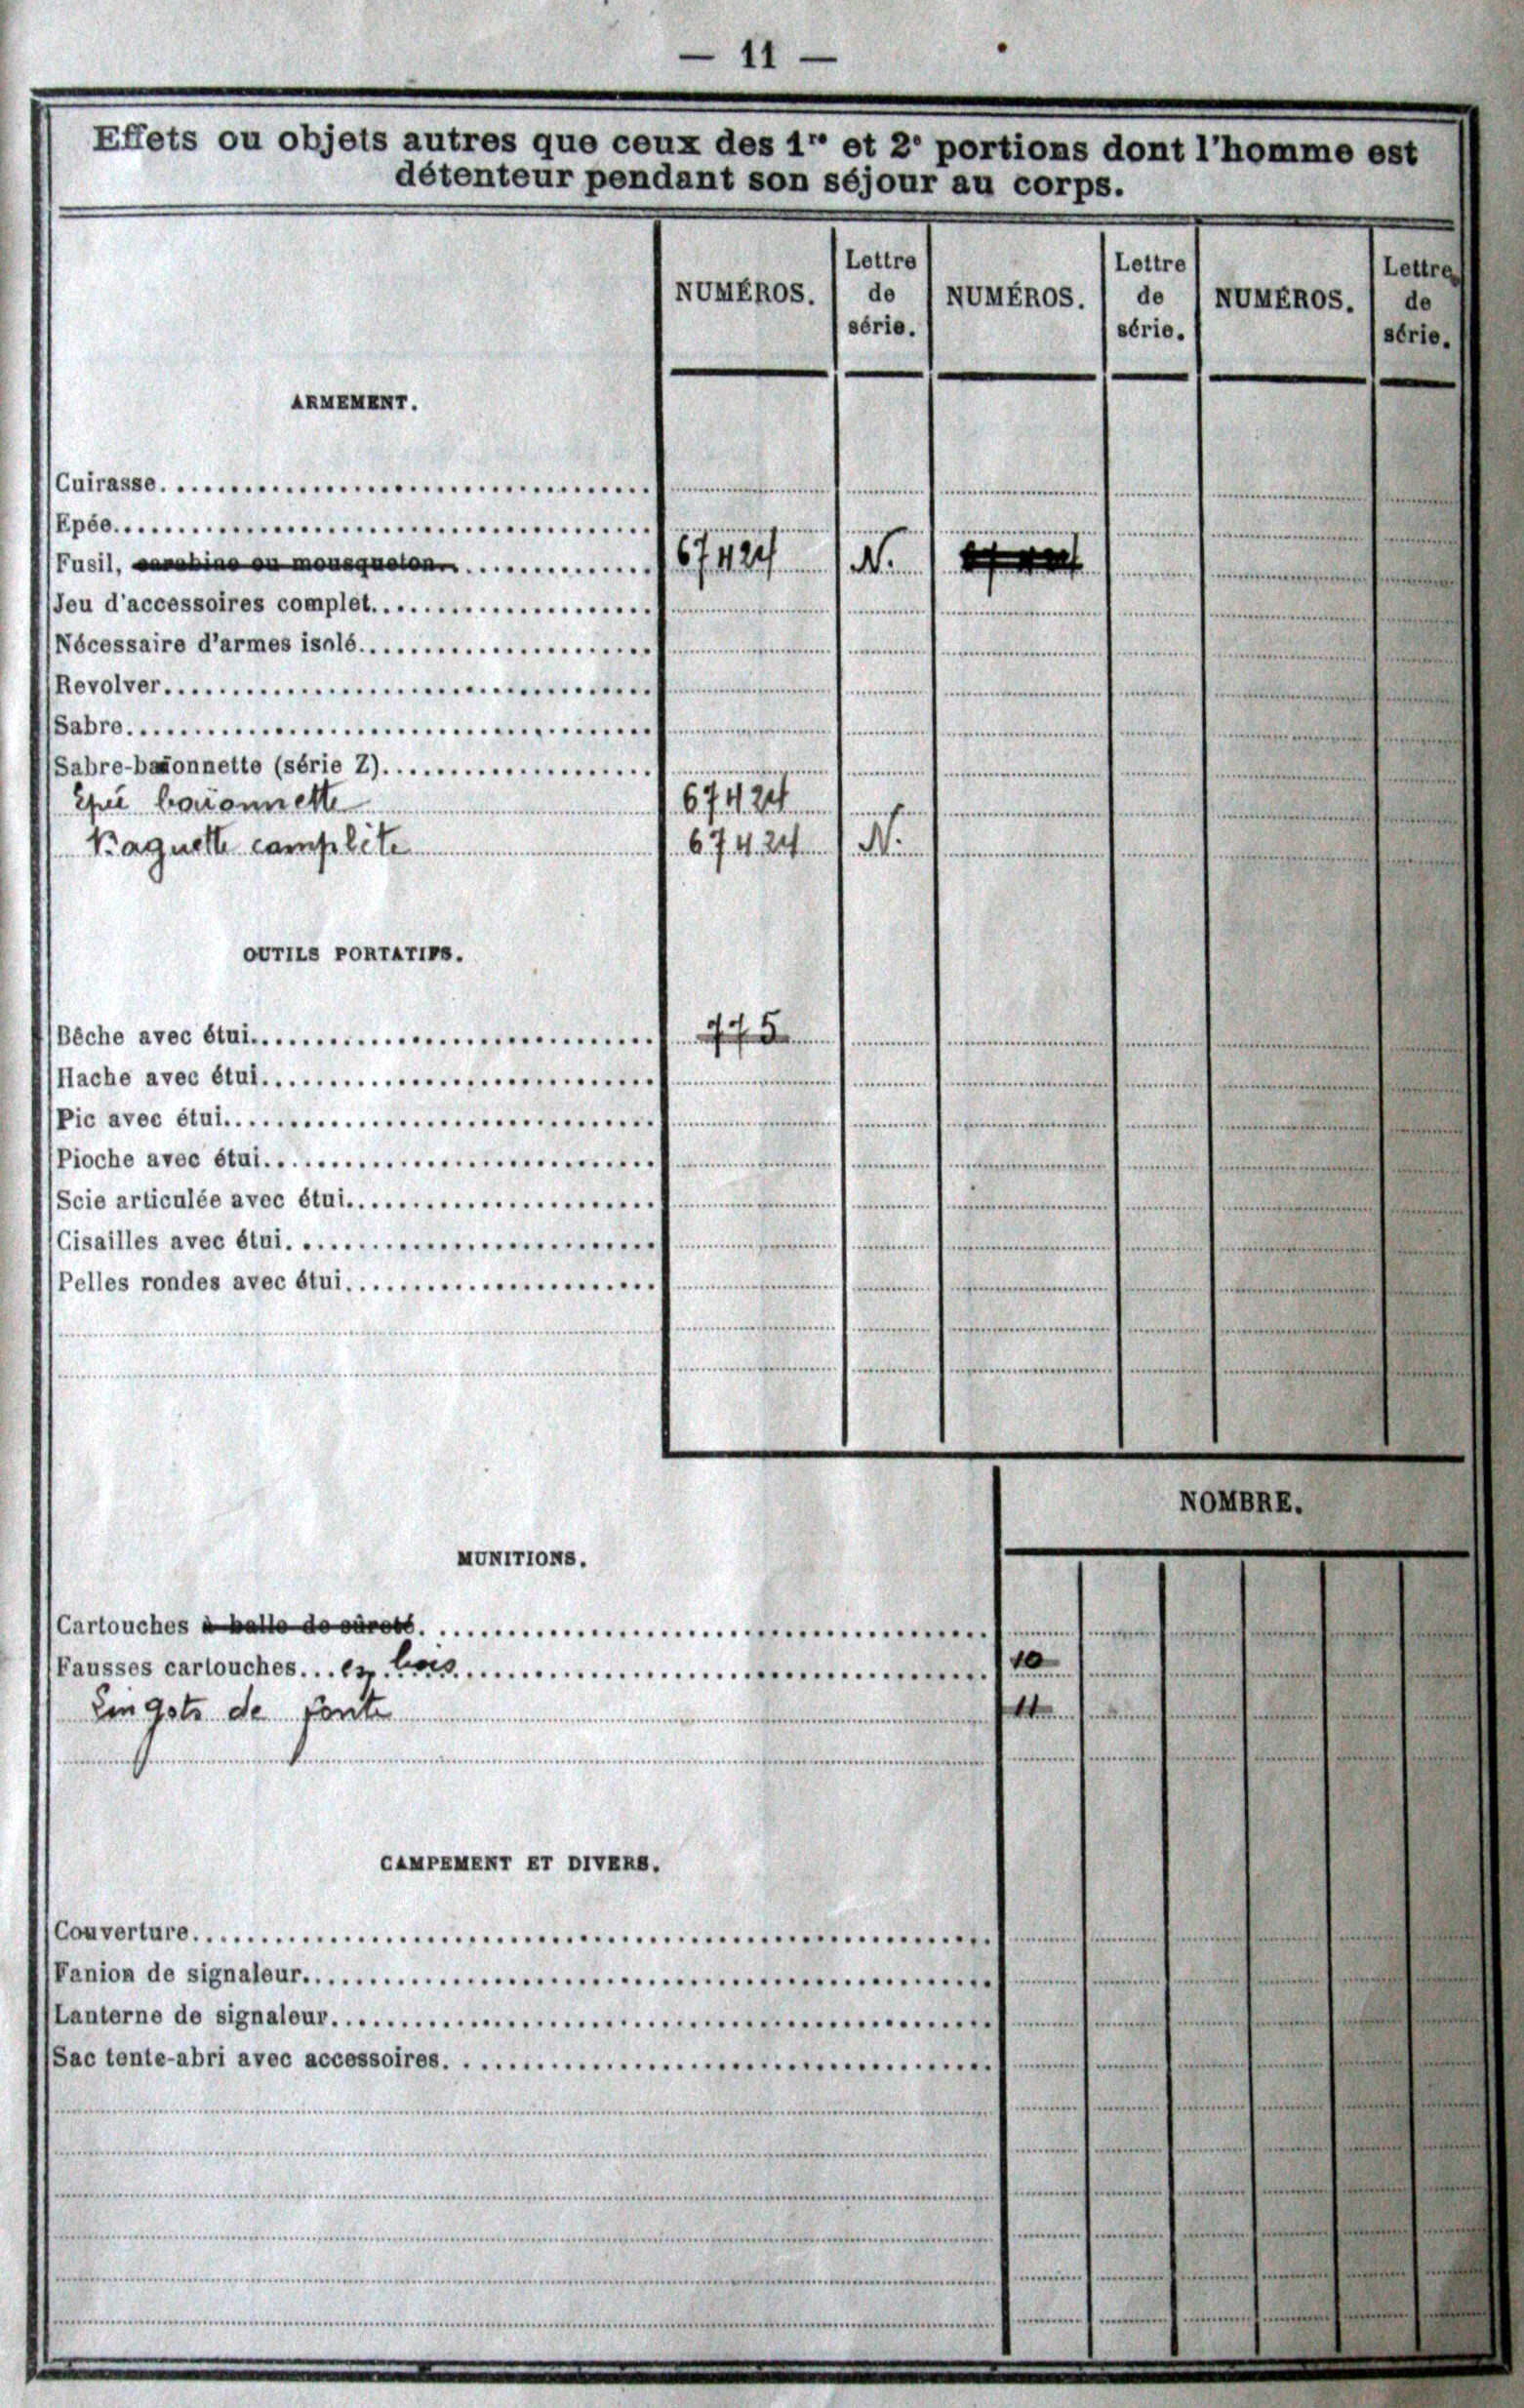 — 11 —
Effets ou objets autres que ceux des 1re et 2e portions dont l'homme est
détenteur pendant son séjour au corps.
NUMÉROS. Lettre de série. NUMÉROS. Lettre de série. NUMÉROS. Lettre de série.
ARMEMENT.
Cuirasse.
Epée.
Fusil, carabine ou mousqueton 67424 N.
Jeu d'accessoires complet.
Nécessaire d'armes isolé.
Revolver.
Sabre.
Sabre-baïonnette (série Z).
Epée baïonnette 67424
Baguette complète 67424 N.
OUTILS PORTATIFS.
Bêche avec étui. 775
Hache avec étui.
Pic avec étui.
Pioche avec étui.
Scie articulée avec étui.
Cisailles avec étui.
Pelles rondes avec étui.
NOMBRE.
MUNITIONS.
Cartouches à balle de sûreté.
Fausses cartouches... en bois 10
Lingots de fonte 11
CAMPEMENT ET DIVERS.
Couverture.
Fanion de signaleur.
Lanterne de signaleur.
Sac tente-abri avec accessoires.